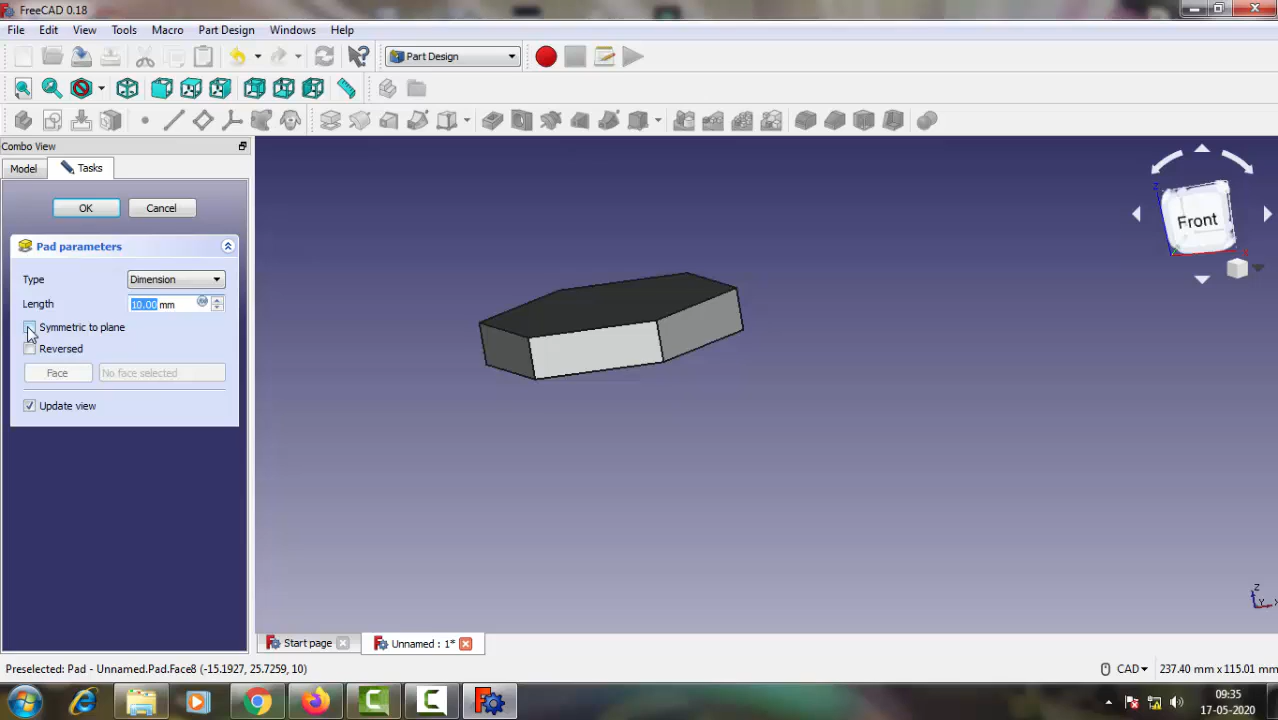 FreeCAD 0.18
File Edit View Tools Macro Part Design Windows Help
Part Design
Combo View
Model Tasks
OK Cancel
Pad parameters
Type Dimension
Length 10.00 mm
Symmetric to plane
Reversed
Face No face selected
Update view
Front
Z
X
Z
Y X
Start page Unnamed : 1*
Preselected: Pad - Unnamed.Pad.Face8 (-15.1927, 25.7259, 10) CAD 237.40 mm x 115.01 mm
09:35
17-05-2020